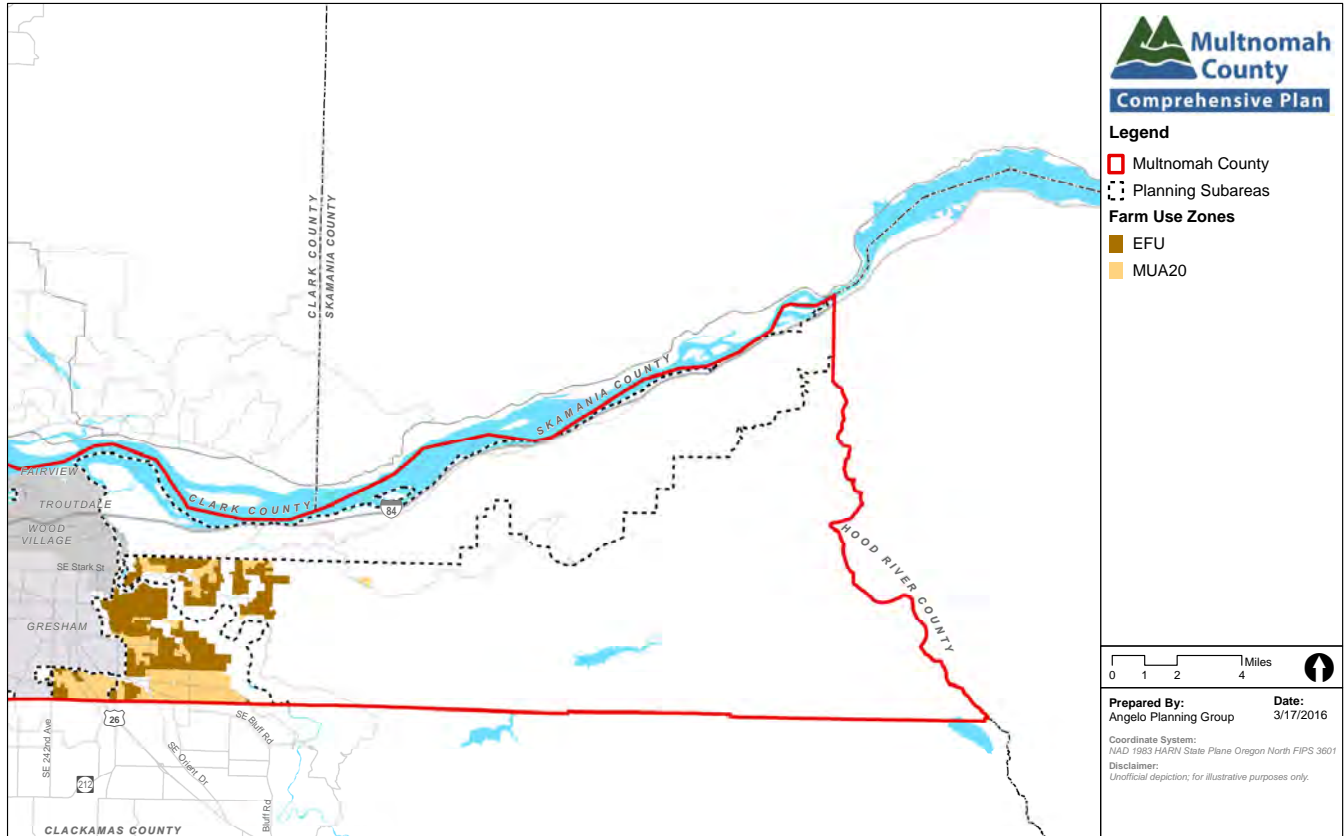 CLARK COUNTY
SKAMANIA COUNTY
SKAMANIA COUNTY
CLARK COUNTY
84
FAIRVIEW
TROUTDALE
WOOD
VILLAGE
SE Stark St
GRESHAM
HOOD RIVER COUNTY
26
SE 242nd Ave
212
SE Orient Dr
SE Bluff Rd
Bluff Rd
CLACKAMAS COUNTY
Multnomah
County
Comprehensive Plan
Legend
Multnomah County
Planning Subareas
Farm Use Zones
EFU
MUA20
Miles
0 1 2 4
Prepared By:
Angelo Planning Group
Date:
3/17/2016
Coordinate System:
NAD 1983 HARN State Plane Oregon North FIPS 3601
Disclaimer:
Unofficial depiction; for illustrative purposes only.